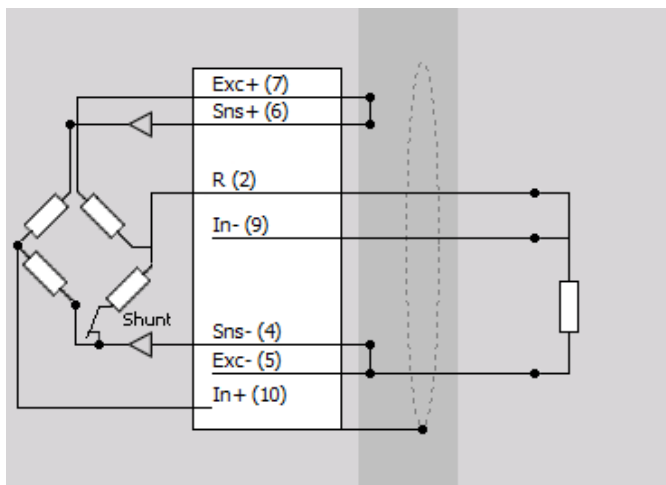 Exc+ (7)
Sns+ (6)
R (2)
In- (9)
Shunt
Sns- (4)
Exc- (5)
In+ (10)